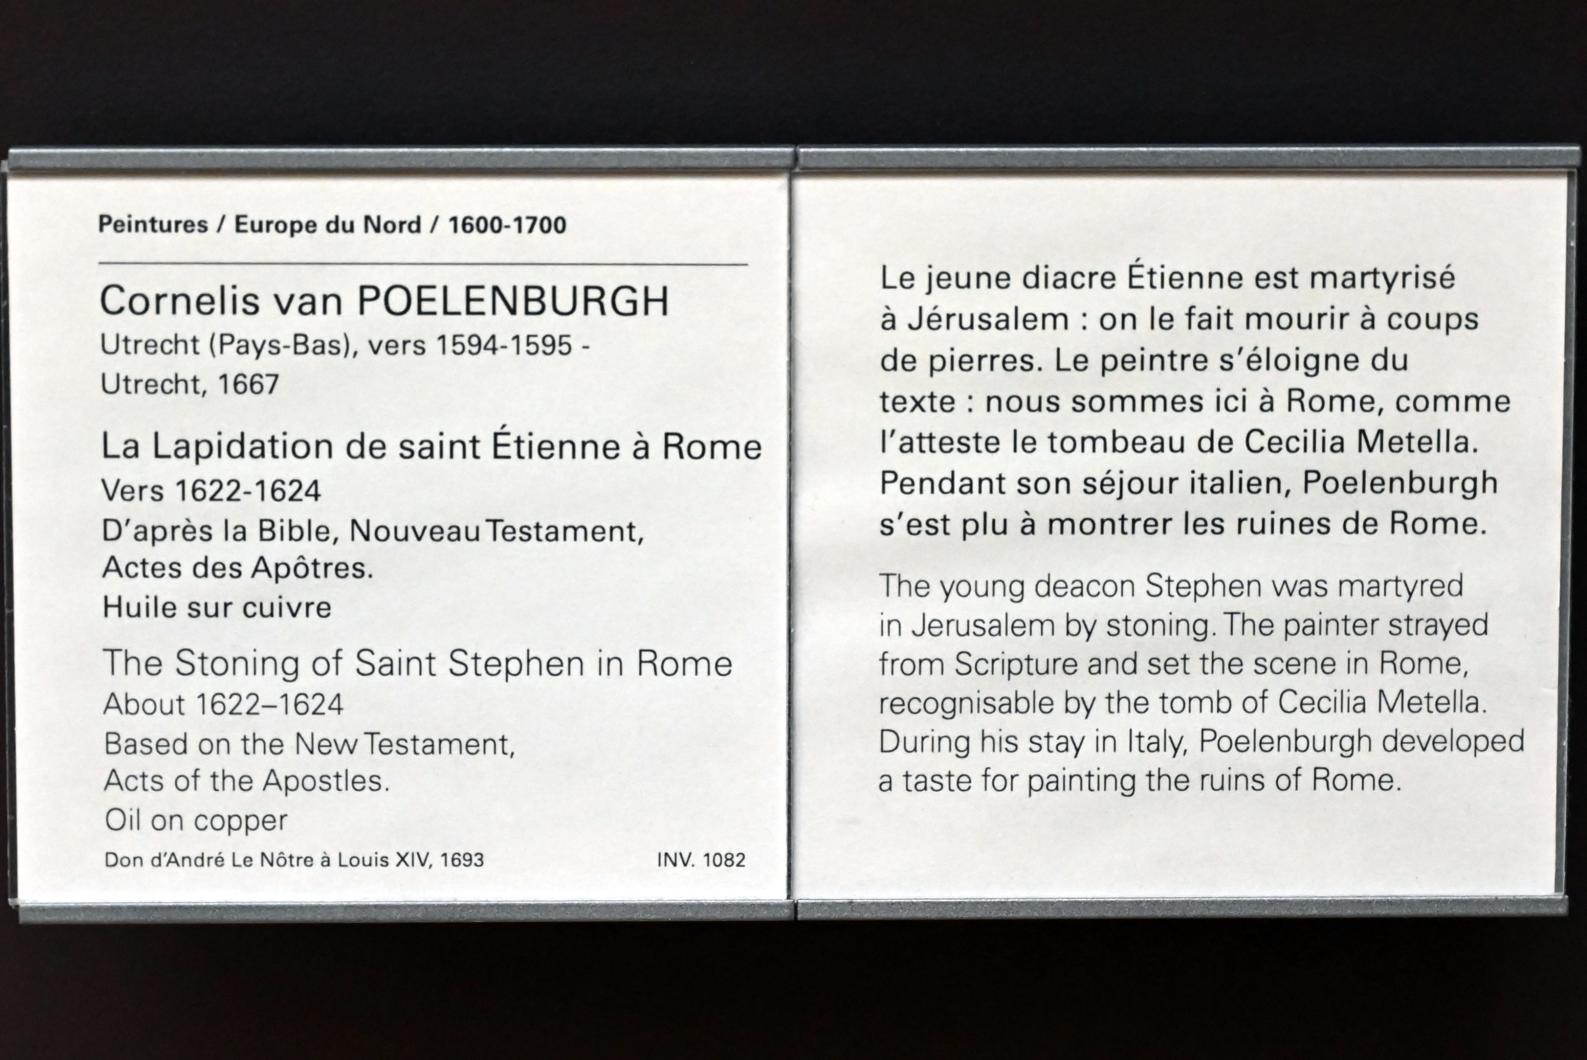 Peintures / Europe du Nord / 1600-1700
Cornelis van POELENBURGH
Utrecht (Pays-Bas), vers 1594-1595 -
Utrecht, 1667
La Lapidation de saint Étienne à Rome
Vers 1622-1624
D'après la Bible, Nouveau Testament,
Actes des Apôtres.
Huile sur cuivre
The Stoning of Saint Stephen in Rome
About 1622–1624
Based on the New Testament,
Acts of the Apostles.
Oil on copper
Don d'André Le Nôtre à Louis XIV, 1693 INV. 1082
Le jeune diacre Étienne est martyrisé
à Jérusalem : on le fait mourir à coups
de pierres. Le peintre s'éloigne du
texte : nous sommes ici à Rome, comme
l'atteste le tombeau de Cecilia Metella.
Pendant son séjour italien, Poelenburgh
s'est plu à montrer les ruines de Rome.
The young deacon Stephen was martyred
in Jerusalem by stoning. The painter strayed
from Scripture and set the scene in Rome,
recognisable by the tomb of Cecilia Metella.
During his stay in Italy, Poelenburgh developed
a taste for painting the ruins of Rome.